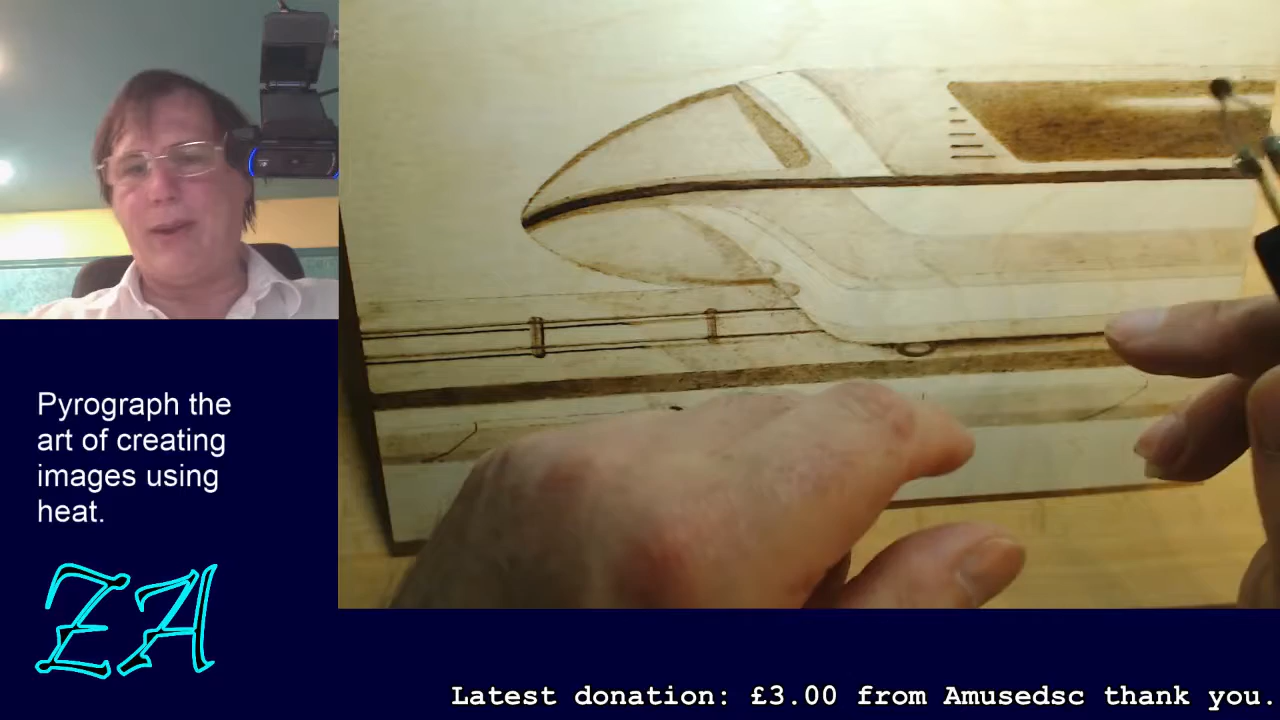 Pyrograph the
art of creating
images using
heat.
ZA
Latest donation: £3.00 from Amusedsc thank you.